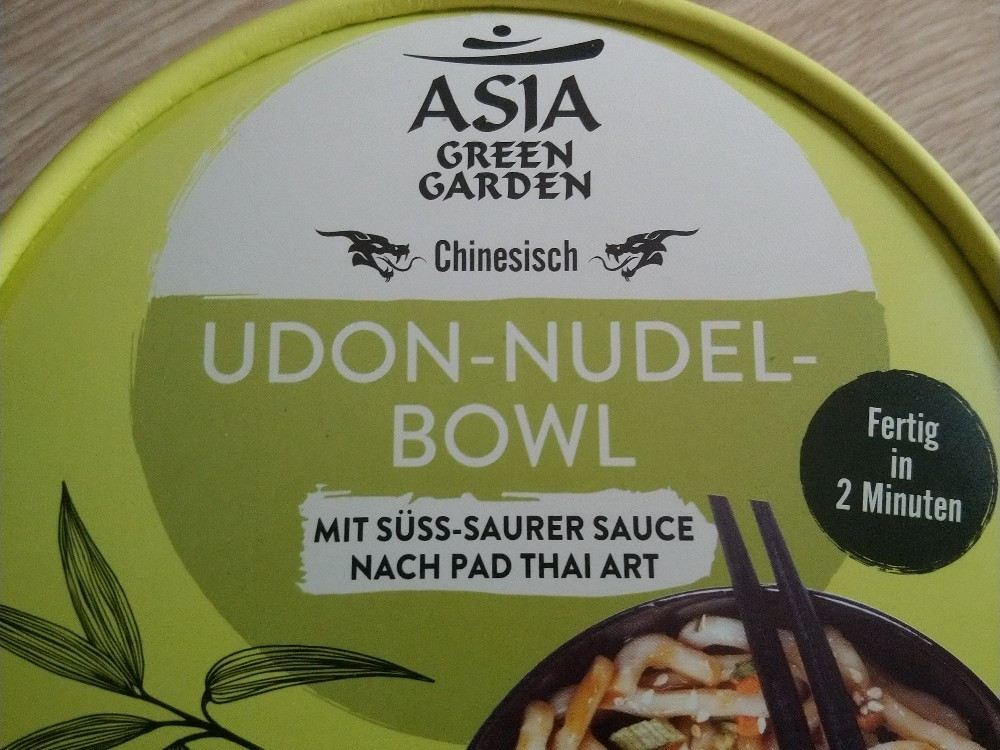 ASIA
GREEN
GARDEN
Chinesisch
UDON-NUDEL-
BOWL
MIT SÜSS-SAURER SAUCE
NACH PAD THAI ART
Fertig
in
2 Minuten